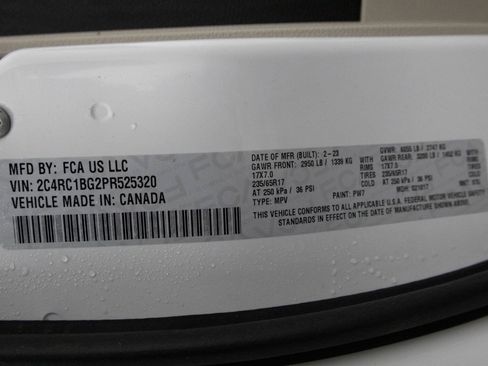 MFD BY: FCA US LLC
VIN: 2C4RC1BG2PR525320
VEHICLE MADE IN: CANADA
DATE OF MFR (BUILT): 2-23
GAWR FRONT: 2950 LB / 1339 KG
17X7.0
235/65R17
AT 250 kPa / 36 PSI
TYPE: MPV
PAINT: PW7
GVWR: 6055 LB / 2747 KG
GAWR REAR: 3200 LB / 1452 KG
RIMS 17X7.0
TIRES 235/65R17
AT 250 kPa / 36 PSI
MDH: 021017
THIS VEHICLE CONFORMS TO ALL APPLICABLE U.S.A. FEDERAL MOTOR VEHICLE SAFETY
STANDARDS IN EFFECT ON THE DATE OF MANUFACTURE SHOWN ABOVE.